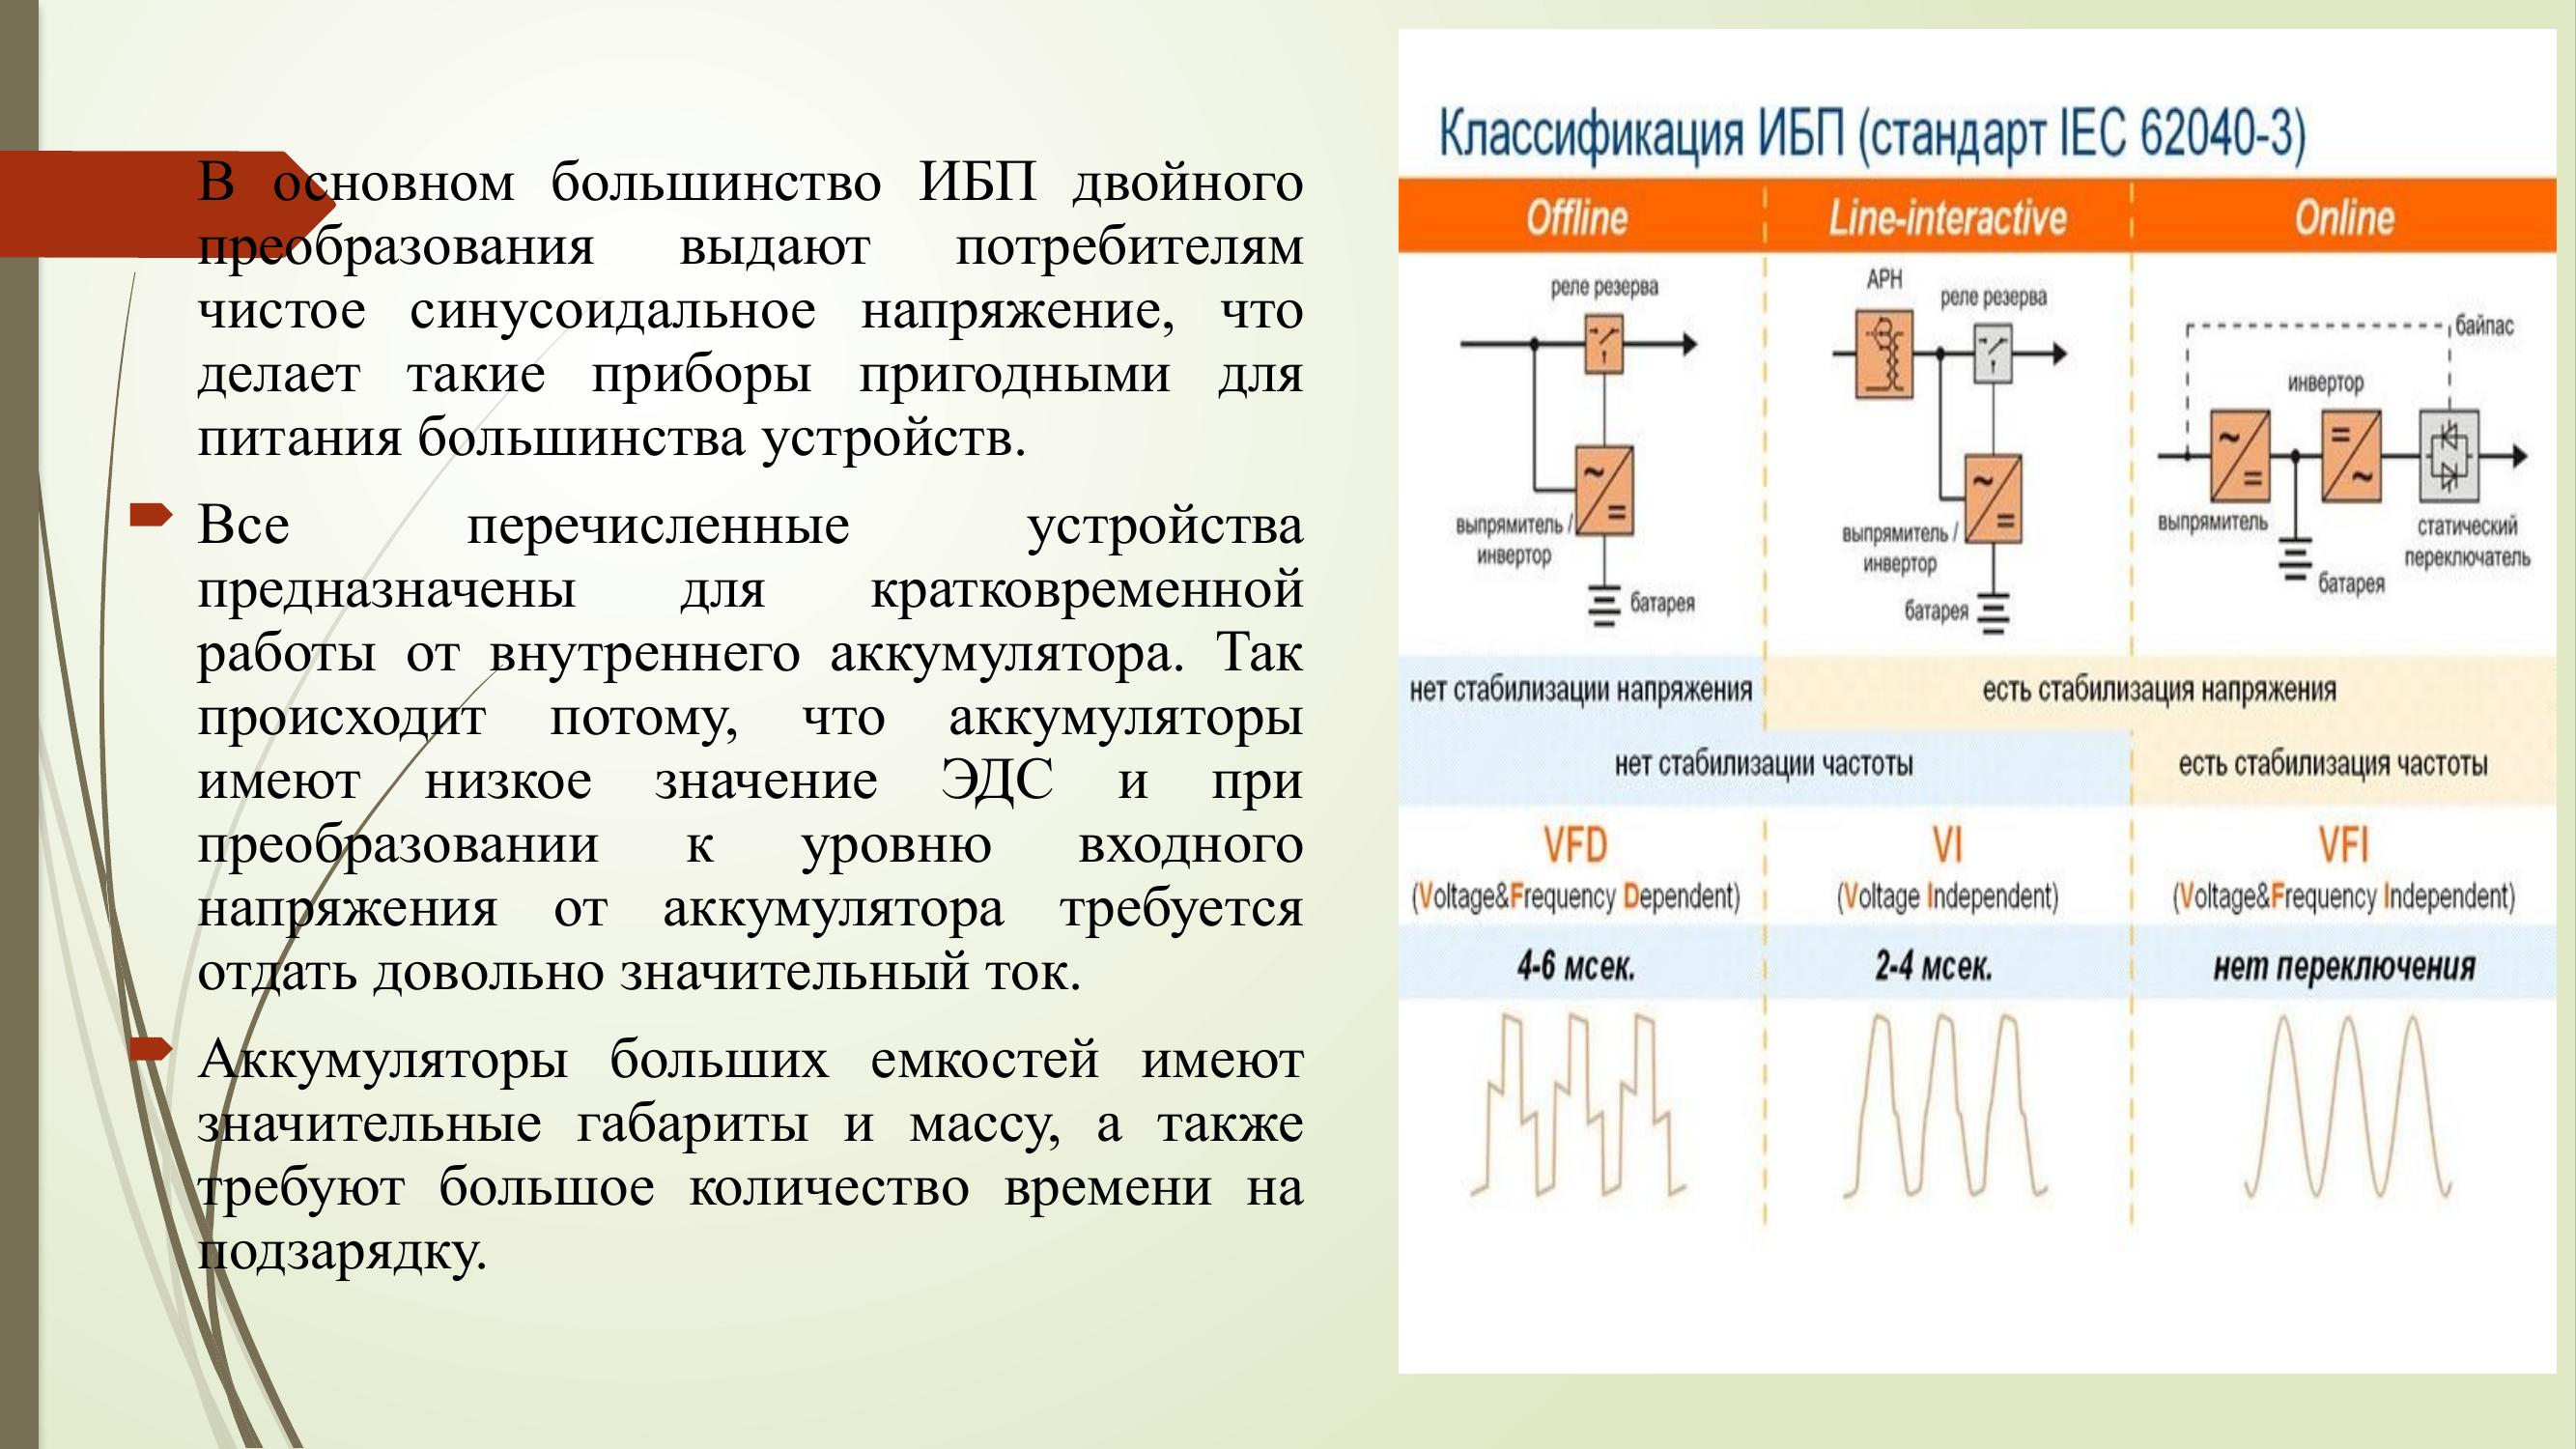 В основном большинство ИБП двойного
преобразования выдают потребителям
чистое синусоидальное напряжение, что
делает такие приборы пригодными для
питания большинства устройств.
Все перечисленные устройства
предназначены для кратковременной
работы от внутреннего аккумулятора. Так
происходит потому, что аккумуляторы
имеют низкое значение ЭДС и при
преобразовании к уровню входного
напряжения от аккумулятора требуется
отдать довольно значительный ток.
Аккумуляторы больших емкостей имеют
значительные габариты и массу, а также
требуют большое количество времени на
подзарядку.
Классификация ИБП (стандарт IEC 62040-3)
Offline
Line-interactive
Online
реле резерва
выпрямитель /
инвертор
батарея
АРН
реле резерва
выпрямитель /
инвертор
батарея
байпас
инвертор
выпрямитель
статический
переключатель
батарея
нет стабилизации напряжения
есть стабилизация напряжения
нет стабилизации частоты
есть стабилизация частоты
VFD
VI
VFI
(Voltage&Frequency Dependent)
(Voltage Independent)
(Voltage&Frequency Independent)
4-6 мсек.
2-4 мсек.
нет переключения